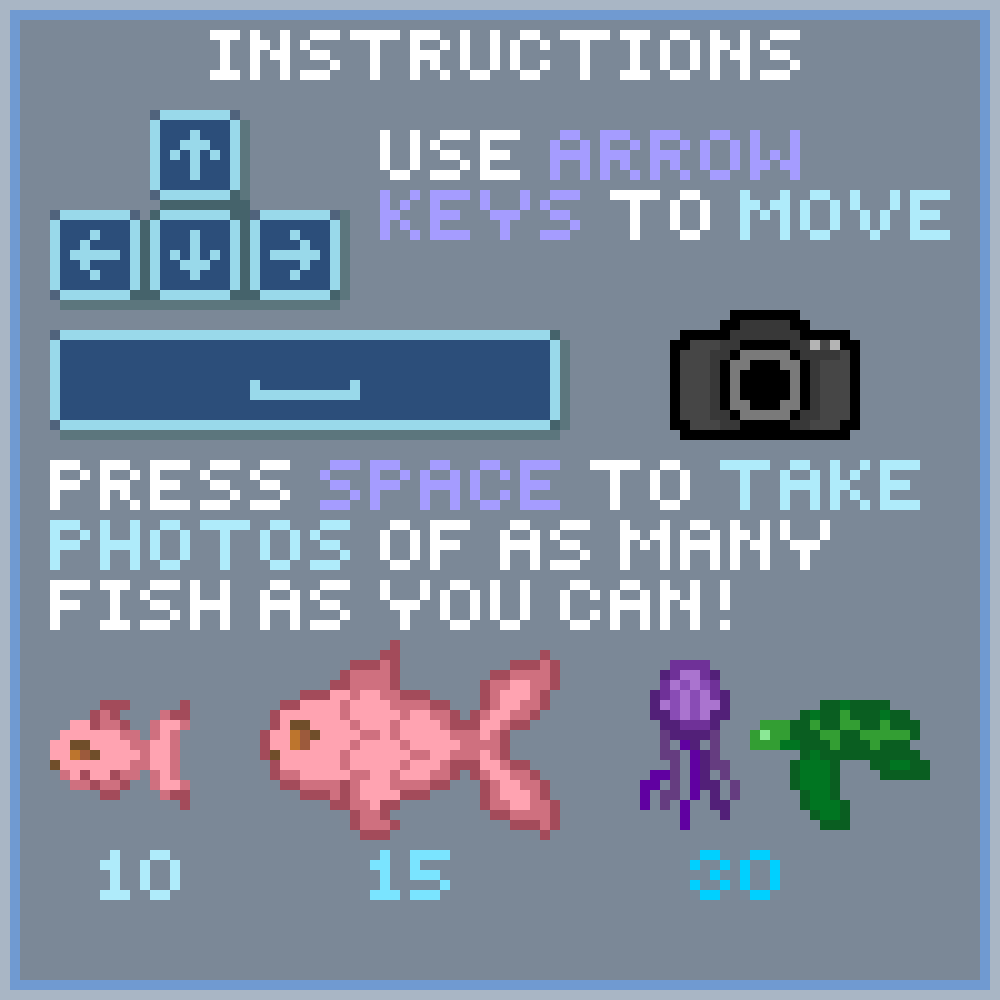 INSTRUCTIONS
USE ARROW
KEYS TO MOVE
PRESS SPACE TO TAKE
PHOTOS OF AS MANY
FISH AS YOU CAN!
10 15 30